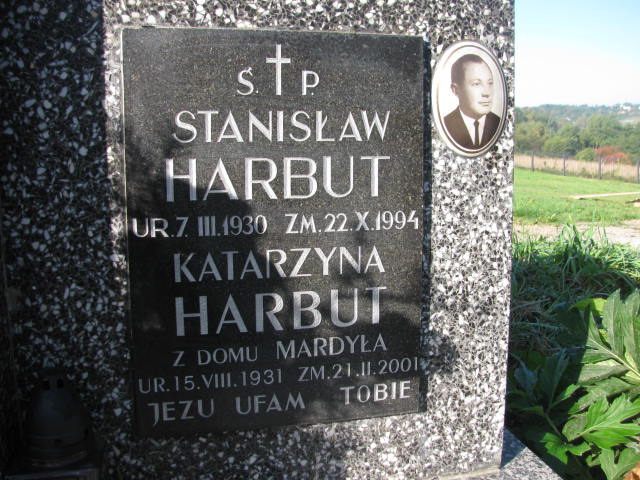 Ś.†P
STANISŁAW
HARBUT
UR.7.III.1930 ZM.22.X.1994
KATARZYNA
HARBUT
Z DOMU MARDYŁA
UR.15.VIII.1931 ZM.21.II.2001
JEZU UFAM TOBIE